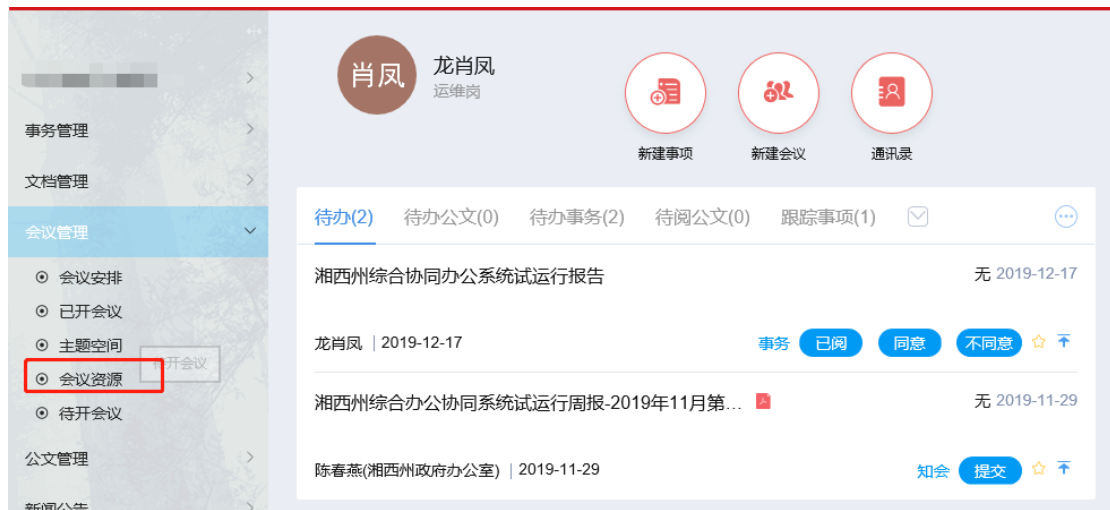 肖凤
龙肖凤
运维岗
新建事项
新建会议
通讯录
事务管理
文档管理
会议管理
会议安排
已开会议
主题空间
会议资源
待开会议
待开会议
公文管理
新闻公告
待办(2) 待办公文(0) 待办事务(2) 待阅公文(0) 跟踪事项(1)
湘西州综合协同办公系统试运行报告 无 2019-12-17
龙肖凤 | 2019-12-17 事务 已阅 同意 不同意
湘西州综合办公协同系统试运行周报-2019年11月第... 无 2019-11-29
陈春燕(湘西州政府办公室) | 2019-11-29 知会 提交